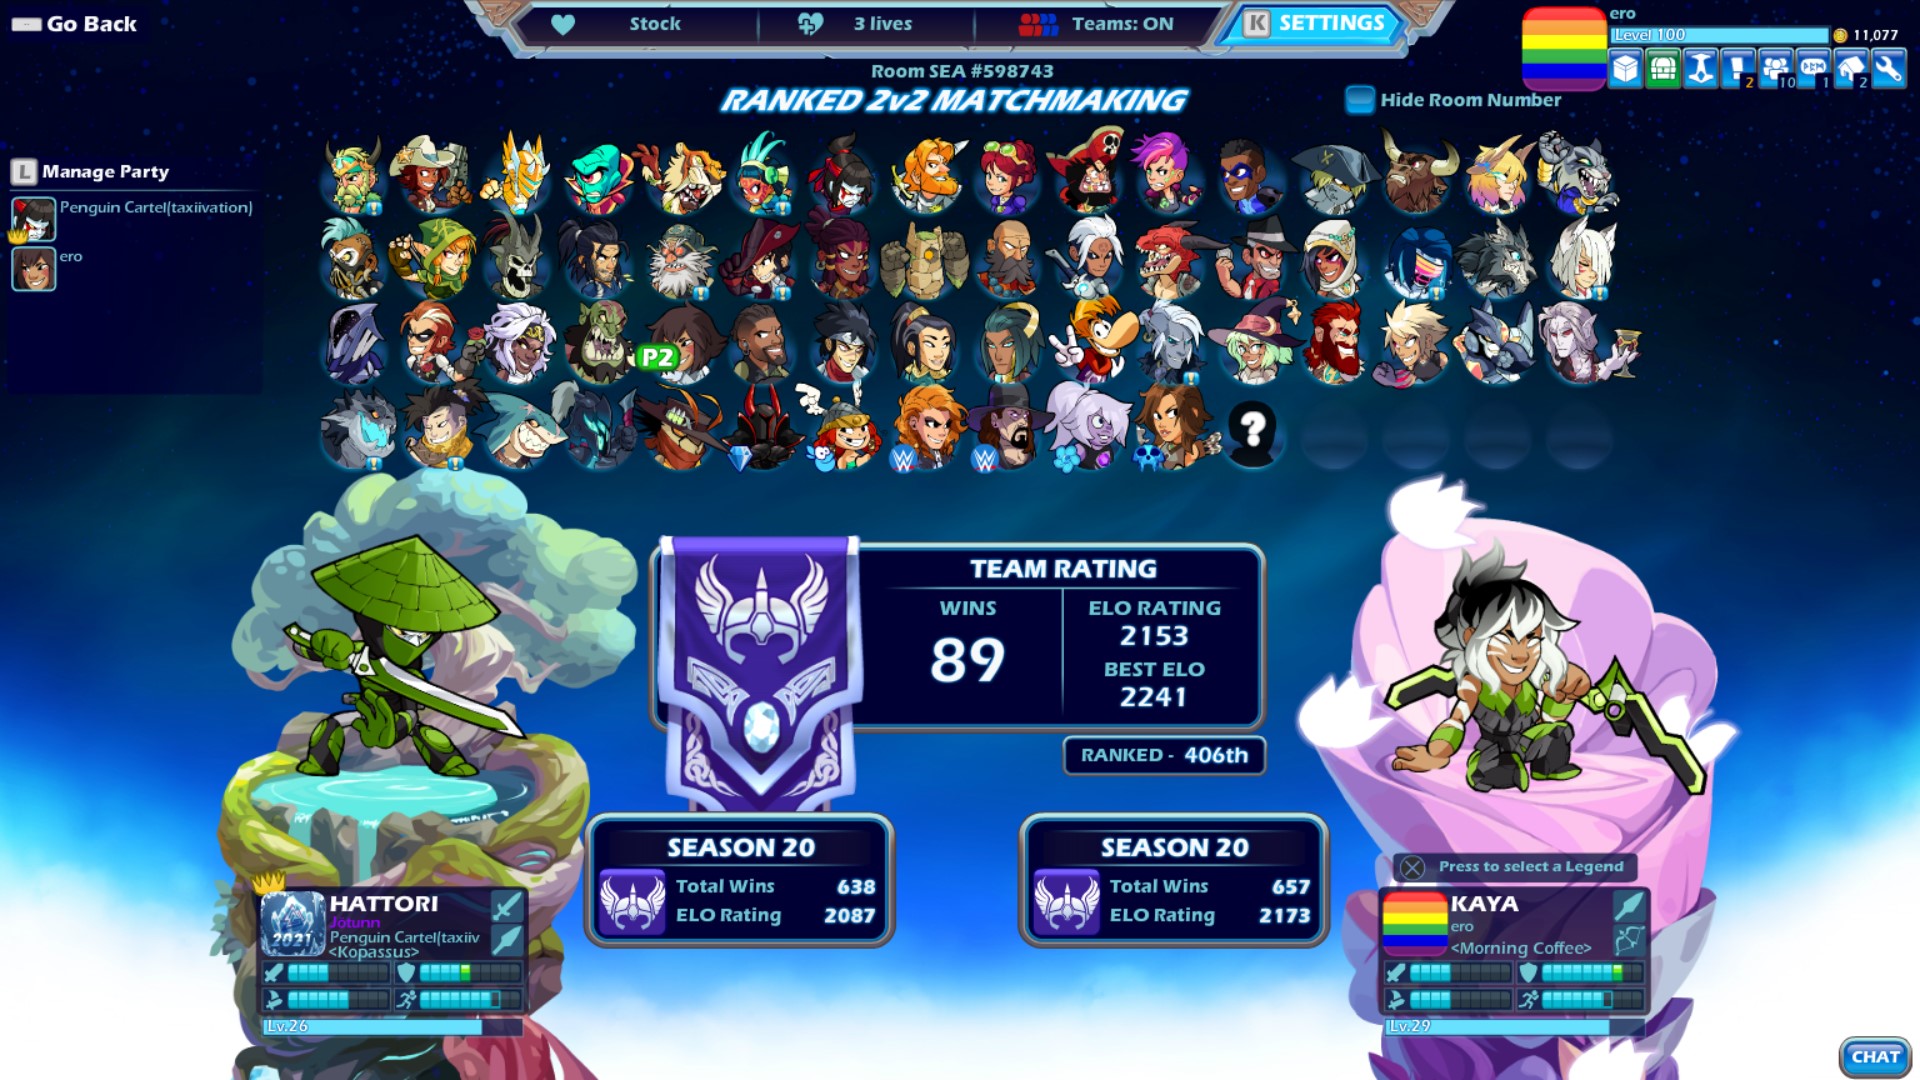 Go Back
Stock
3 lives
Teams: ON
K SETTINGS
ero
Level 100
11,077
2
10
1
2
Room SEA #598743
RANKED 2v2 MATCHMAKING
Hide Room Number
L Manage Party
Penguin Cartel(taxiivation)
ero
P2
W
W
?
TEAM RATING
WINS
89
ELO RATING
2153
BEST ELO
2241
RANKED - 406th
SEASON 20
Total Wins 638
ELO Rating 2087
SEASON 20
Total Wins 657
ELO Rating 2173
2021
HATTORI
Jotunn
Penguin Cartel(taxiiv
<Kopassus>
Lv.26
Press to select a Legend
KAYA
ero
<Morning Coffee>
Lv.29
CHAT